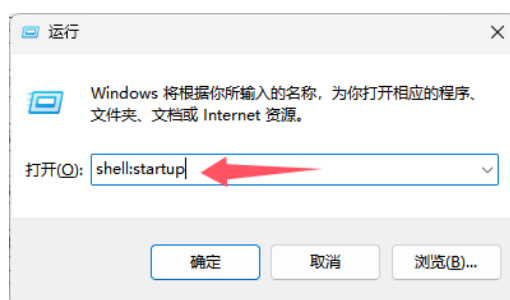 运行
Windows 将根据你所输入的名称，为你打开相应的程序、
文件夹、文档或 Internet 资源。
打开(O): shell:startup
确定 取消 浏览(B)...